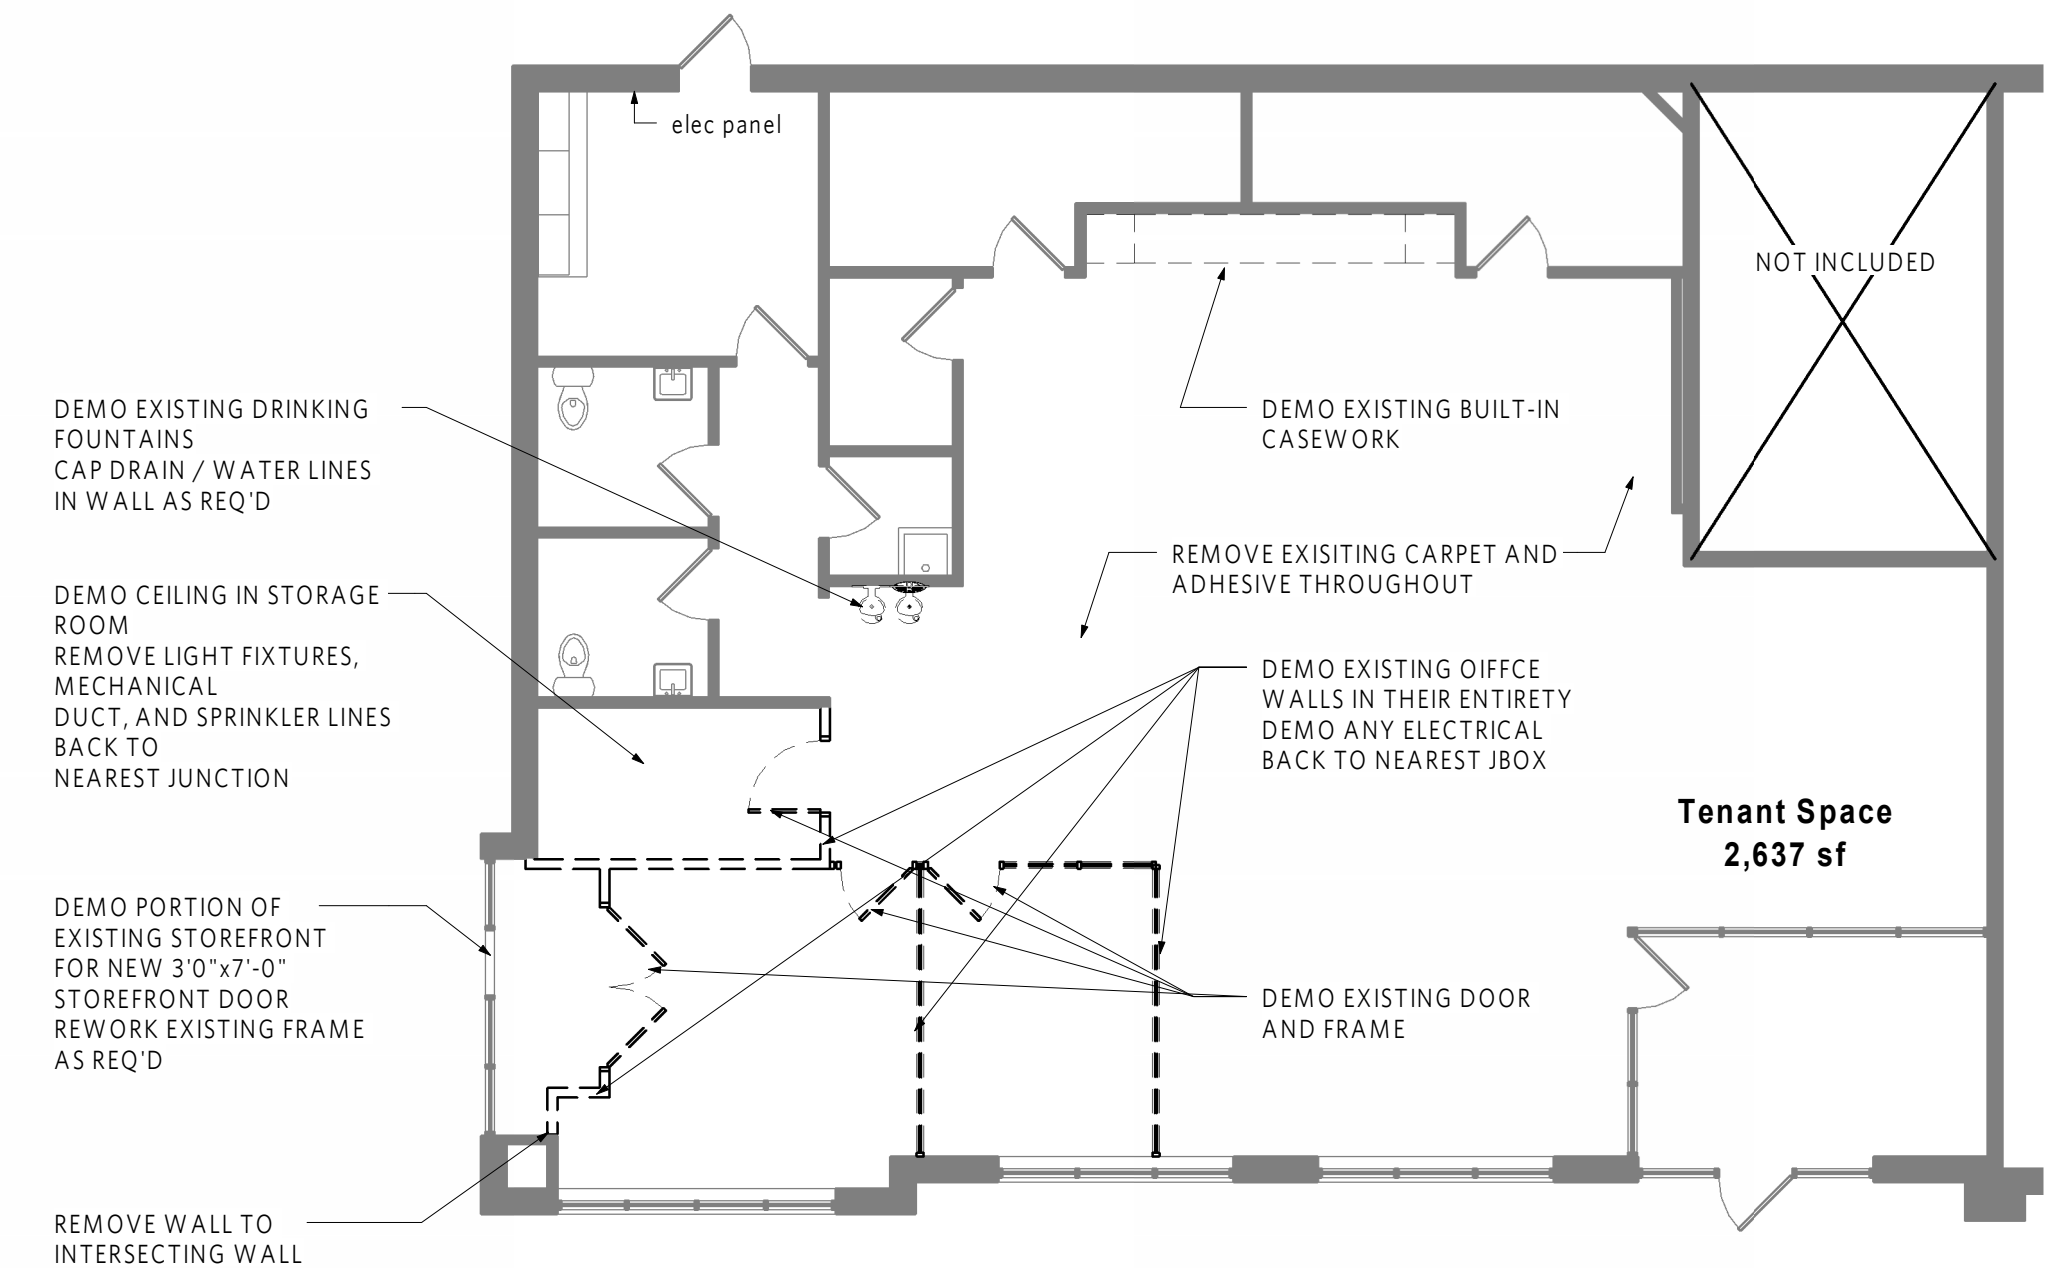 elec panel
NOT INCLUDED
DEMO EXISTING DRINKING
FOUNTAINS
CAP DRAIN / WATER LINES
IN WALL AS REQ'D
DEMO EXISTING BUILT-IN
CASEWORK
REMOVE EXISITING CARPET AND
ADHESIVE THROUGHOUT
DEMO CEILING IN STORAGE
ROOM
REMOVE LIGHT FIXTURES,
MECHANICAL
DUCT, AND SPRINKLER LINES
BACK TO
NEAREST JUNCTION
DEMO EXISTING OIFFCE
WALLS IN THEIR ENTIRETY
DEMO ANY ELECTRICAL
BACK TO NEAREST JBOX
Tenant Space
2,637 sf
DEMO PORTION OF
EXISTING STOREFRONT
FOR NEW 3'0"x7'-0"
STOREFRONT DOOR
REWORK EXISTING FRAME
AS REQ'D
DEMO EXISTING DOOR
AND FRAME
REMOVE WALL TO
INTERSECTING WALL